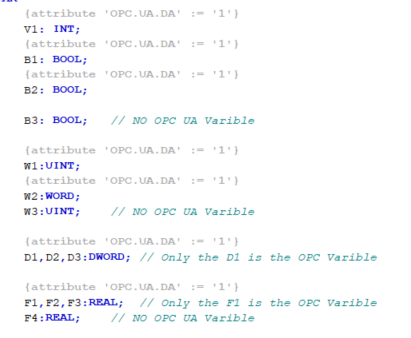 {attribute 'OPC.UA.DA' := '1'}
V1: INT;
{attribute 'OPC.UA.DA' := '1'}
B1: BOOL;
{attribute 'OPC.UA.DA' := '1'}
B2: BOOL;
B3: BOOL; // NO OPC UA Varible
{attribute 'OPC.UA.DA' := '1'}
W1:UINT;
{attribute 'OPC.UA.DA' := '1'}
W2:WORD;
W3:UINT; // NO OPC UA Varible
{attribute 'OPC.UA.DA' := '1'}
D1,D2,D3:DWORD; // Only the D1 is the OPC Varible
{attribute 'OPC.UA.DA' := '1'}
F1,F2,F3:REAL; // Only the F1 is the OPC Varible
F4:REAL; // NO OPC UA Varible